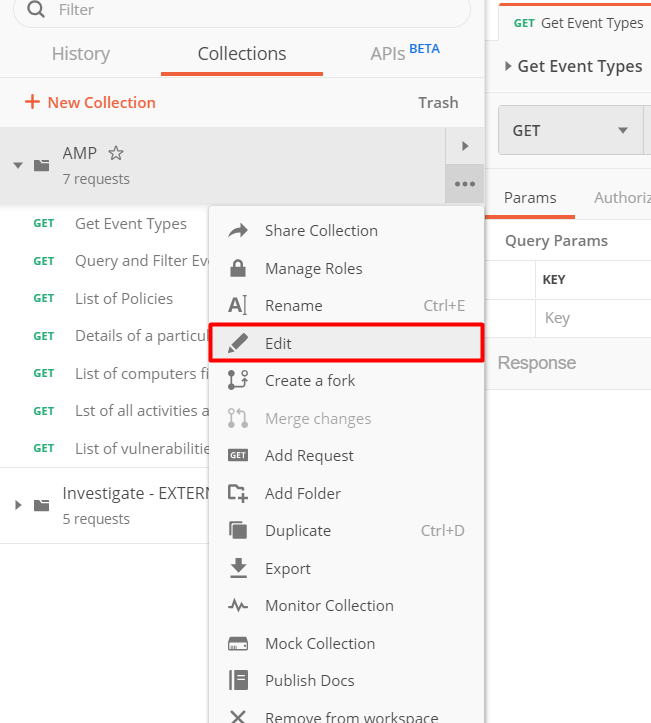 Filter
History
Collections
APIs BETA
+ New Collection
Trash
AMP
7 requests
GET Get Event Types
GET Query and Filter Eve
GET List of Policies
GET Details of a particul
GET List of computers fi
GET Lst of all activities a
GET List of vulnerabilitie
Investigate - EXTERN
5 requests
Share Collection
Manage Roles
Rename Ctrl+E
Edit
Create a fork
Merge changes
GET Add Request
Add Folder
Duplicate Ctrl+D
Export
Monitor Collection
Mock Collection
Publish Docs
Remove from workspace
GET Get Event Types
Get Event Types
GET
Params
Authoriz
Query Params
KEY
Key
Response